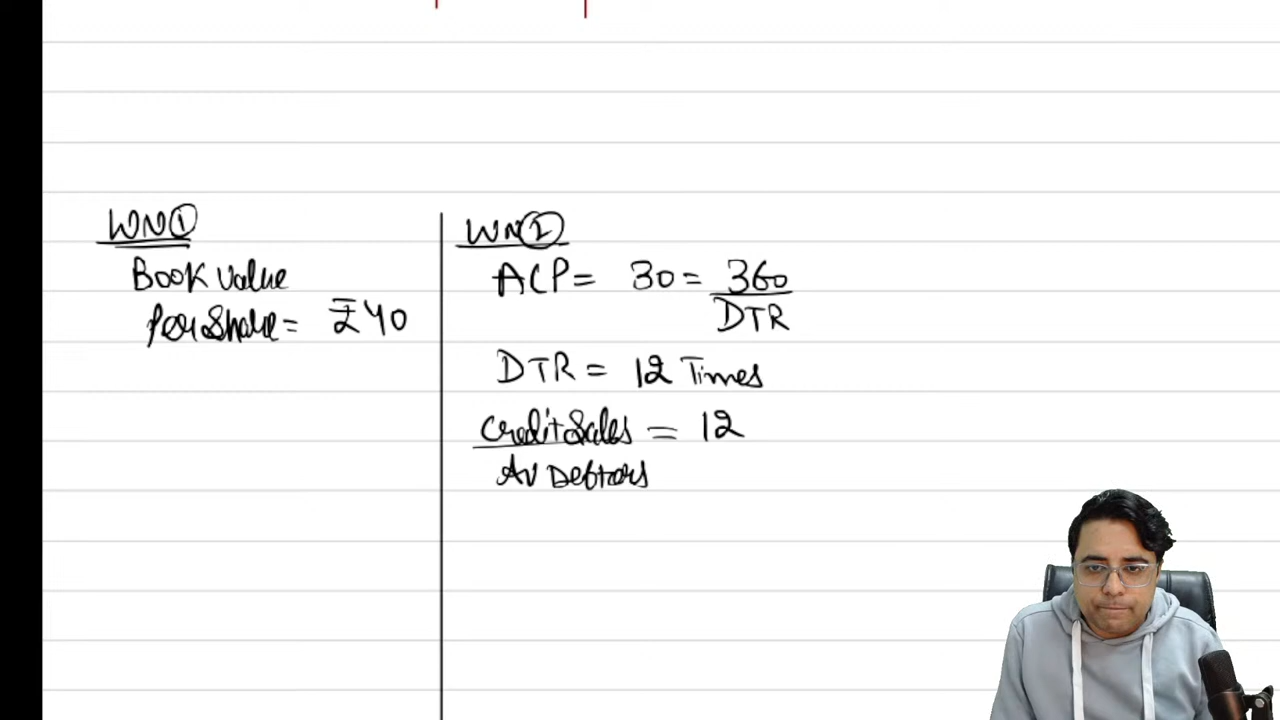 WN①
Book Value
Per Share = ₹40
WN②
ACP = 30 = 360
DTR
DTR = 12 Times
Credit Sales = 12
Av Debtors